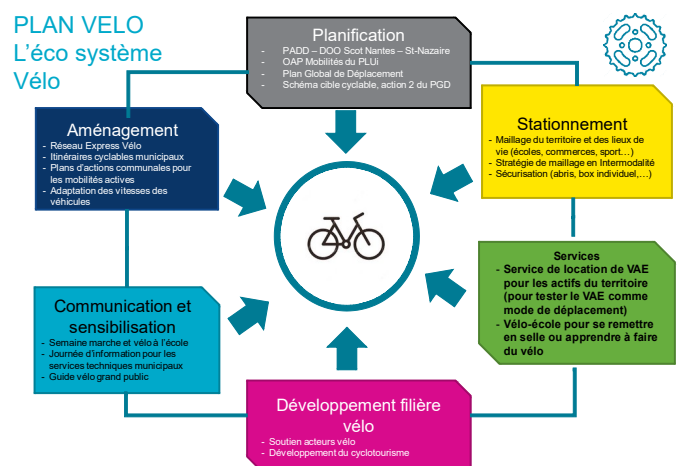 PLAN VELO
L'éco système
Vélo
Planification
- PADD – DOO Scot Nantes – St-Nazaire
- OAP Mobilités du PLUi
- Plan Global de Déplacement
- Schéma cible cyclable, action 2 du PGD
Aménagement
- Réseau Express Vélo
- Itinéraires cyclables municipaux
- Plans d'actions communales pour
les mobilités actives
- Adaptation des vitesses des
véhicules
Stationnement
- Maillage du territoire et des lieux de
vie (écoles, commerces, sport…)
- Stratégie de maillage en Intermodalité
- Sécurisation (abris, box individuel,…)
Services
- Service de location de VAE
pour les actifs du territoire
(pour tester le VAE comme
mode de déplacement)
- Vélo-école pour se remettre
en selle ou apprendre à faire
du vélo
Communication et
sensibilisation
- Semaine marche et vélo à l'école
- Journée d'information pour les
services techniques municipaux
- Guide vélo grand public
Développement filière
vélo
- Soutien acteurs vélo
- Développement du cyclotourisme